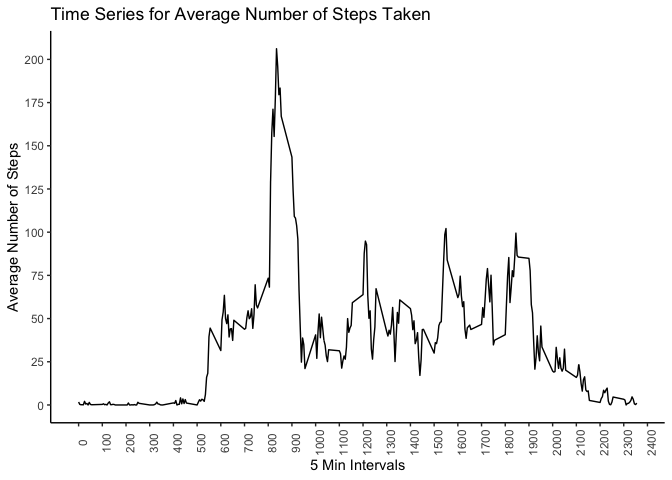 Time Series for Average Number of Steps Taken
Average Number of Steps
200
175
150
125
100
75
50
25
0
0 100 200 300 400 500 600 700 800 900 1000 1100 1200 1300 1400 1500 1600 1700 1800 1900 2000 2100 2200 2300 2400
5 Min Intervals